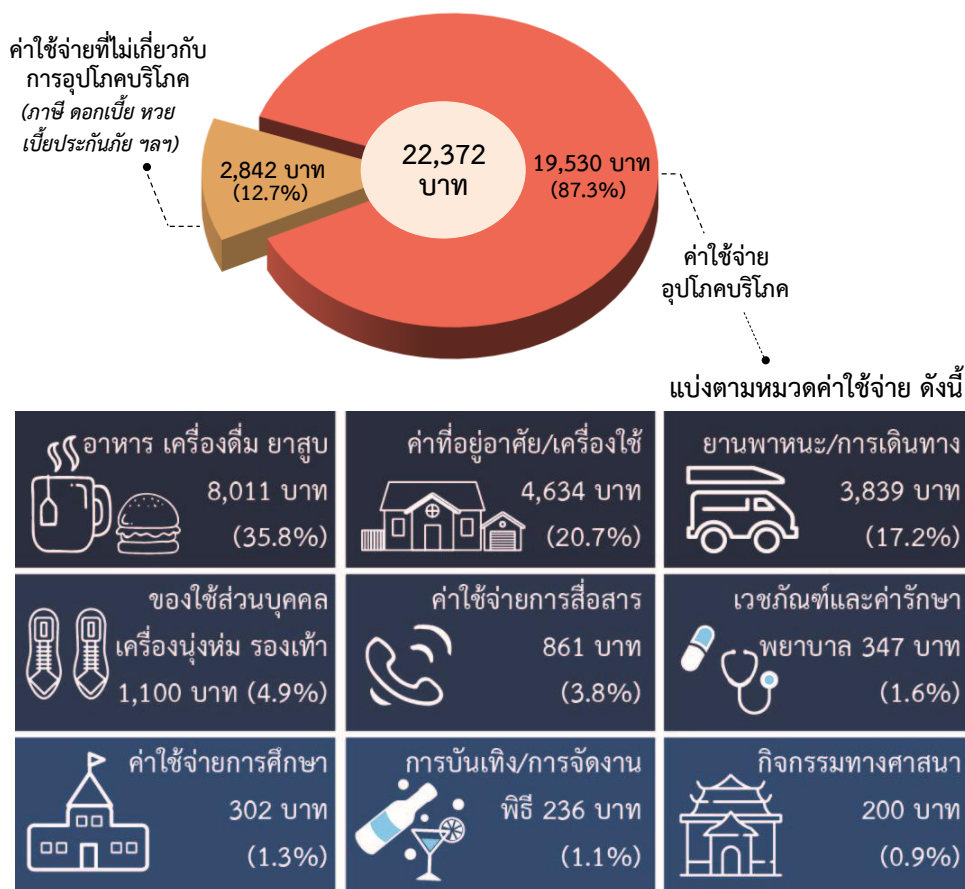 ค่าใช้จ่ายที่ไม่เกี่ยวกับ
การอุปโภคบริโภค
(ภาษี ดอกเบี้ย หวย
เบี้ยประกันภัย ฯลฯ)
2,842 บาท
(12.7%)
22,372
บาท
19,530 บาท
(87.3%)
ค่าใช้จ่าย
อุปโภคบริโภค
แบ่งตามหมวดค่าใช้จ่าย ดังนี้
อาหาร เครื่องดื่ม ยาสูบ
8,011 บาท
(35.8%)
ค่าที่อยู่อาศัย/เครื่องใช้
4,634 บาท
(20.7%)
ยานพาหนะ/การเดินทาง
3,839 บาท
(17.2%)
ของใช้ส่วนบุคคล
เครื่องนุ่งห่ม รองเท้า
1,100 บาท (4.9%)
ค่าใช้จ่ายการสื่อสาร
861 บาท
(3.8%)
เวชภัณฑ์และค่ารักษา
พยาบาล 347 บาท
(1.6%)
ค่าใช้จ่ายการศึกษา
302 บาท
(1.3%)
การบันเทิง/การจัดงาน
พิธี 236 บาท
(1.1%)
กิจกรรมทางศาสนา
200 บาท
(0.9%)